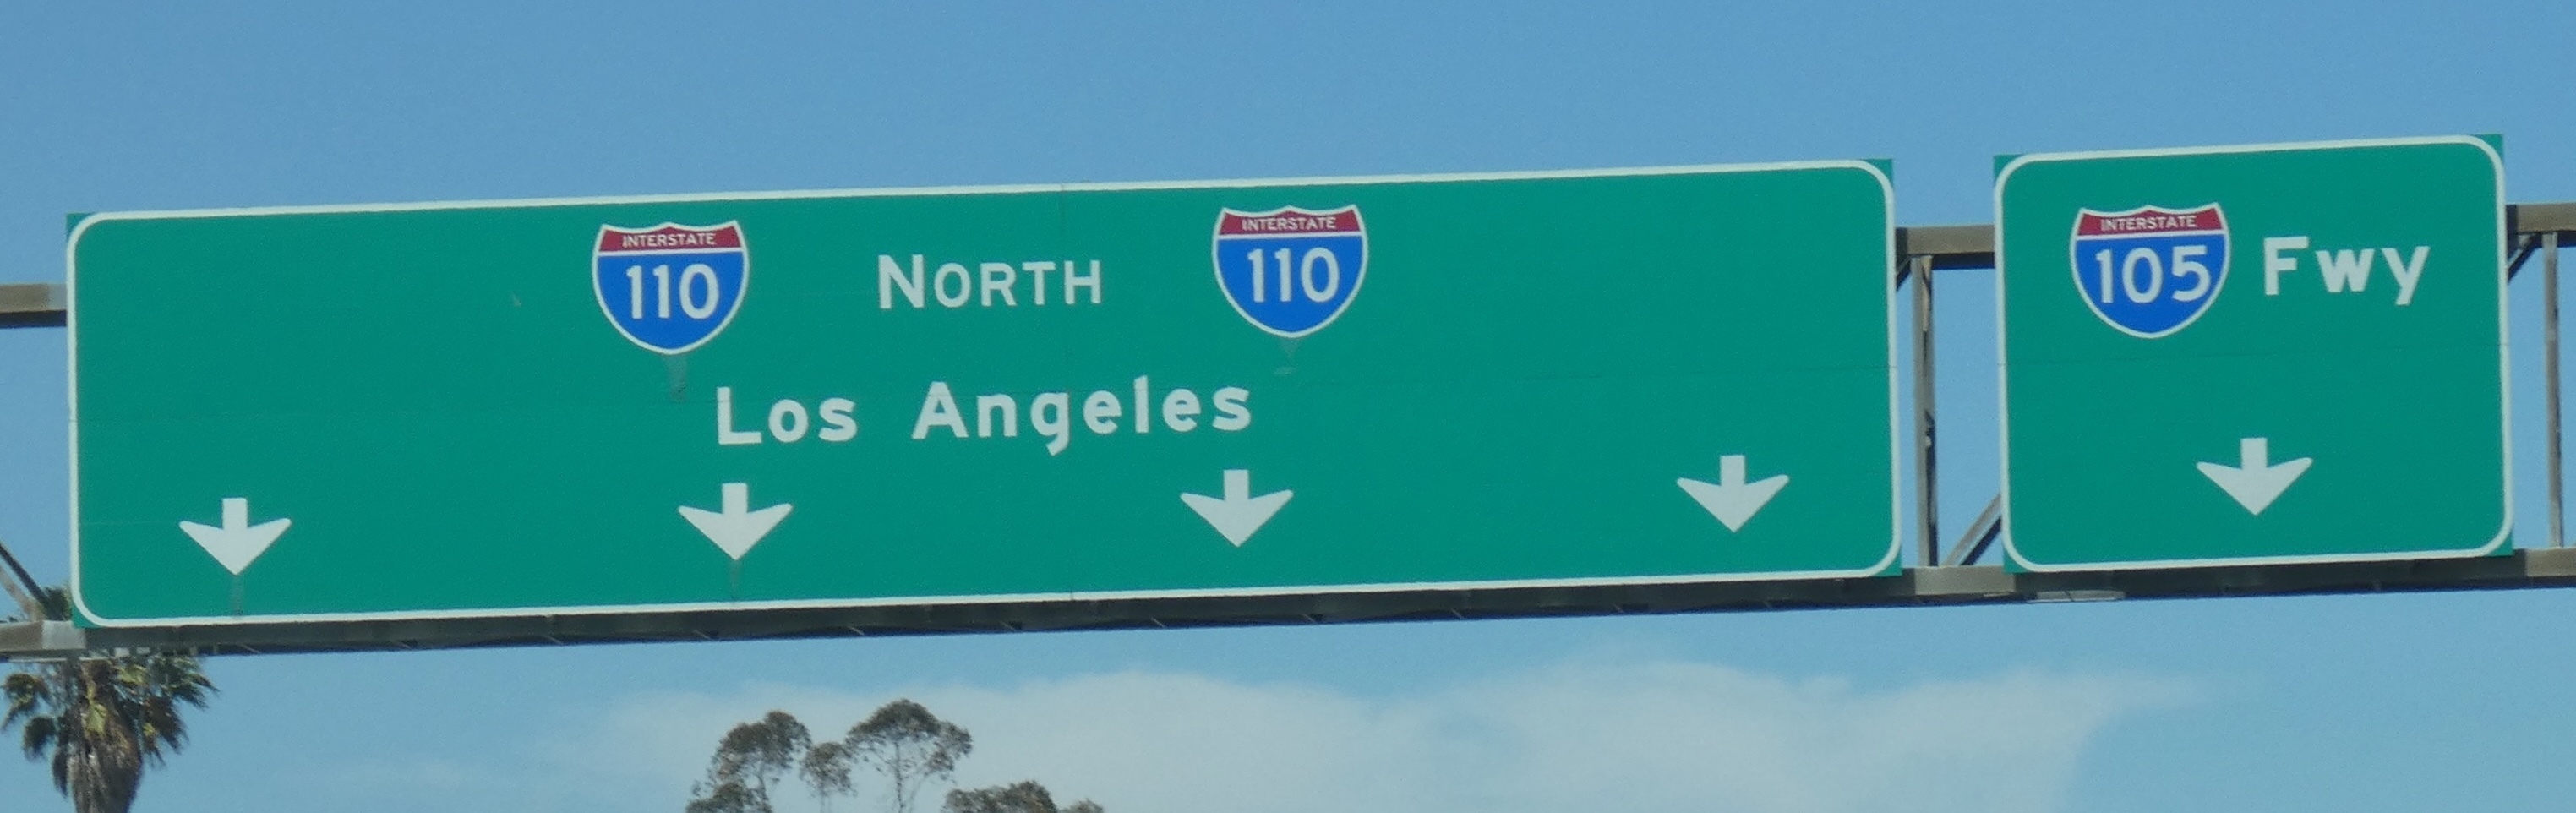 INTERSTATE 110 NORTH INTERSTATE 110
Los Angeles
INTERSTATE 105 Fwy